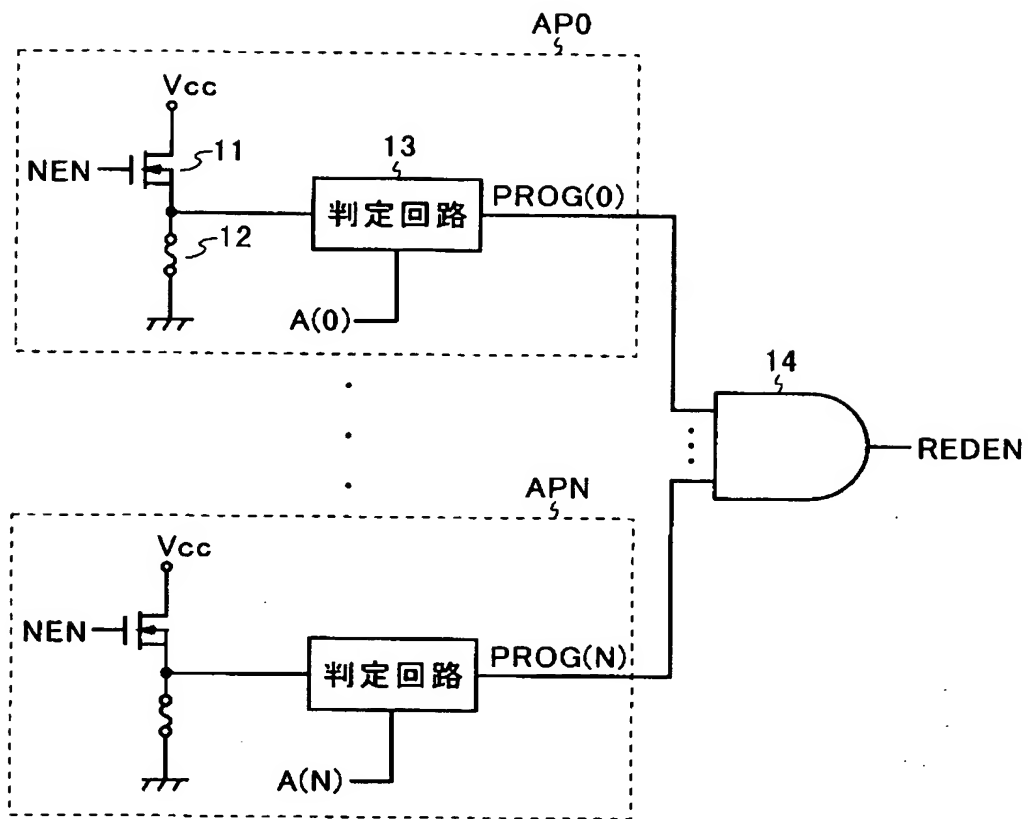 AP0
Vcc
NEN
11
12
13
判定回路
PROG(0)
A(0)
14
REDEN
APN
Vcc
NEN
判定回路
PROG(N)
A(N)